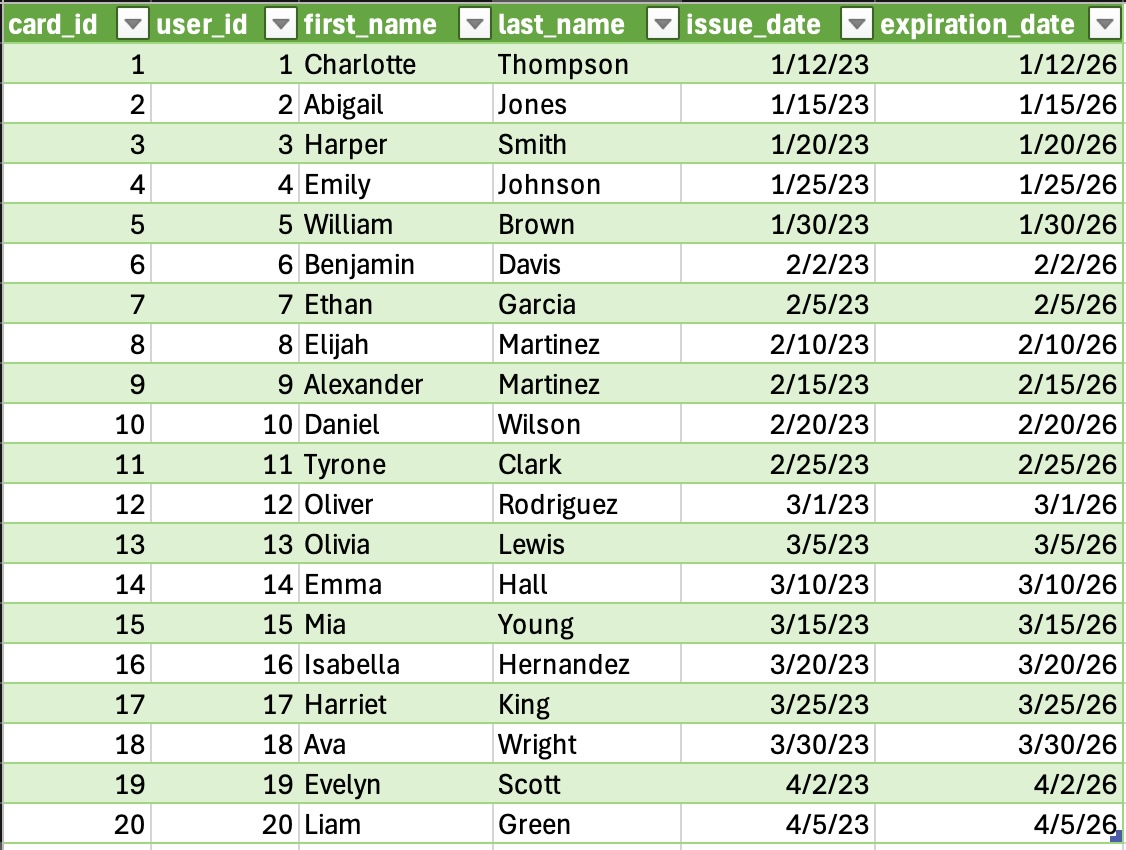 card_id user_id first_name last_name issue_date expiration_date
1 1 Charlotte Thompson 1/12/23 1/12/26
2 2 Abigail Jones 1/15/23 1/15/26
3 3 Harper Smith 1/20/23 1/20/26
4 4 Emily Johnson 1/25/23 1/25/26
5 5 William Brown 1/30/23 1/30/26
6 6 Benjamin Davis 2/2/23 2/2/26
7 7 Ethan Garcia 2/5/23 2/5/26
8 8 Elijah Martinez 2/10/23 2/10/26
9 9 Alexander Martinez 2/15/23 2/15/26
10 10 Daniel Wilson 2/20/23 2/20/26
11 11 Tyrone Clark 2/25/23 2/25/26
12 12 Oliver Rodriguez 3/1/23 3/1/26
13 13 Olivia Lewis 3/5/23 3/5/26
14 14 Emma Hall 3/10/23 3/10/26
15 15 Mia Young 3/15/23 3/15/26
16 16 Isabella Hernandez 3/20/23 3/20/26
17 17 Harriet King 3/25/23 3/25/26
18 18 Ava Wright 3/30/23 3/30/26
19 19 Evelyn Scott 4/2/23 4/2/26
20 20 Liam Green 4/5/23 4/5/26